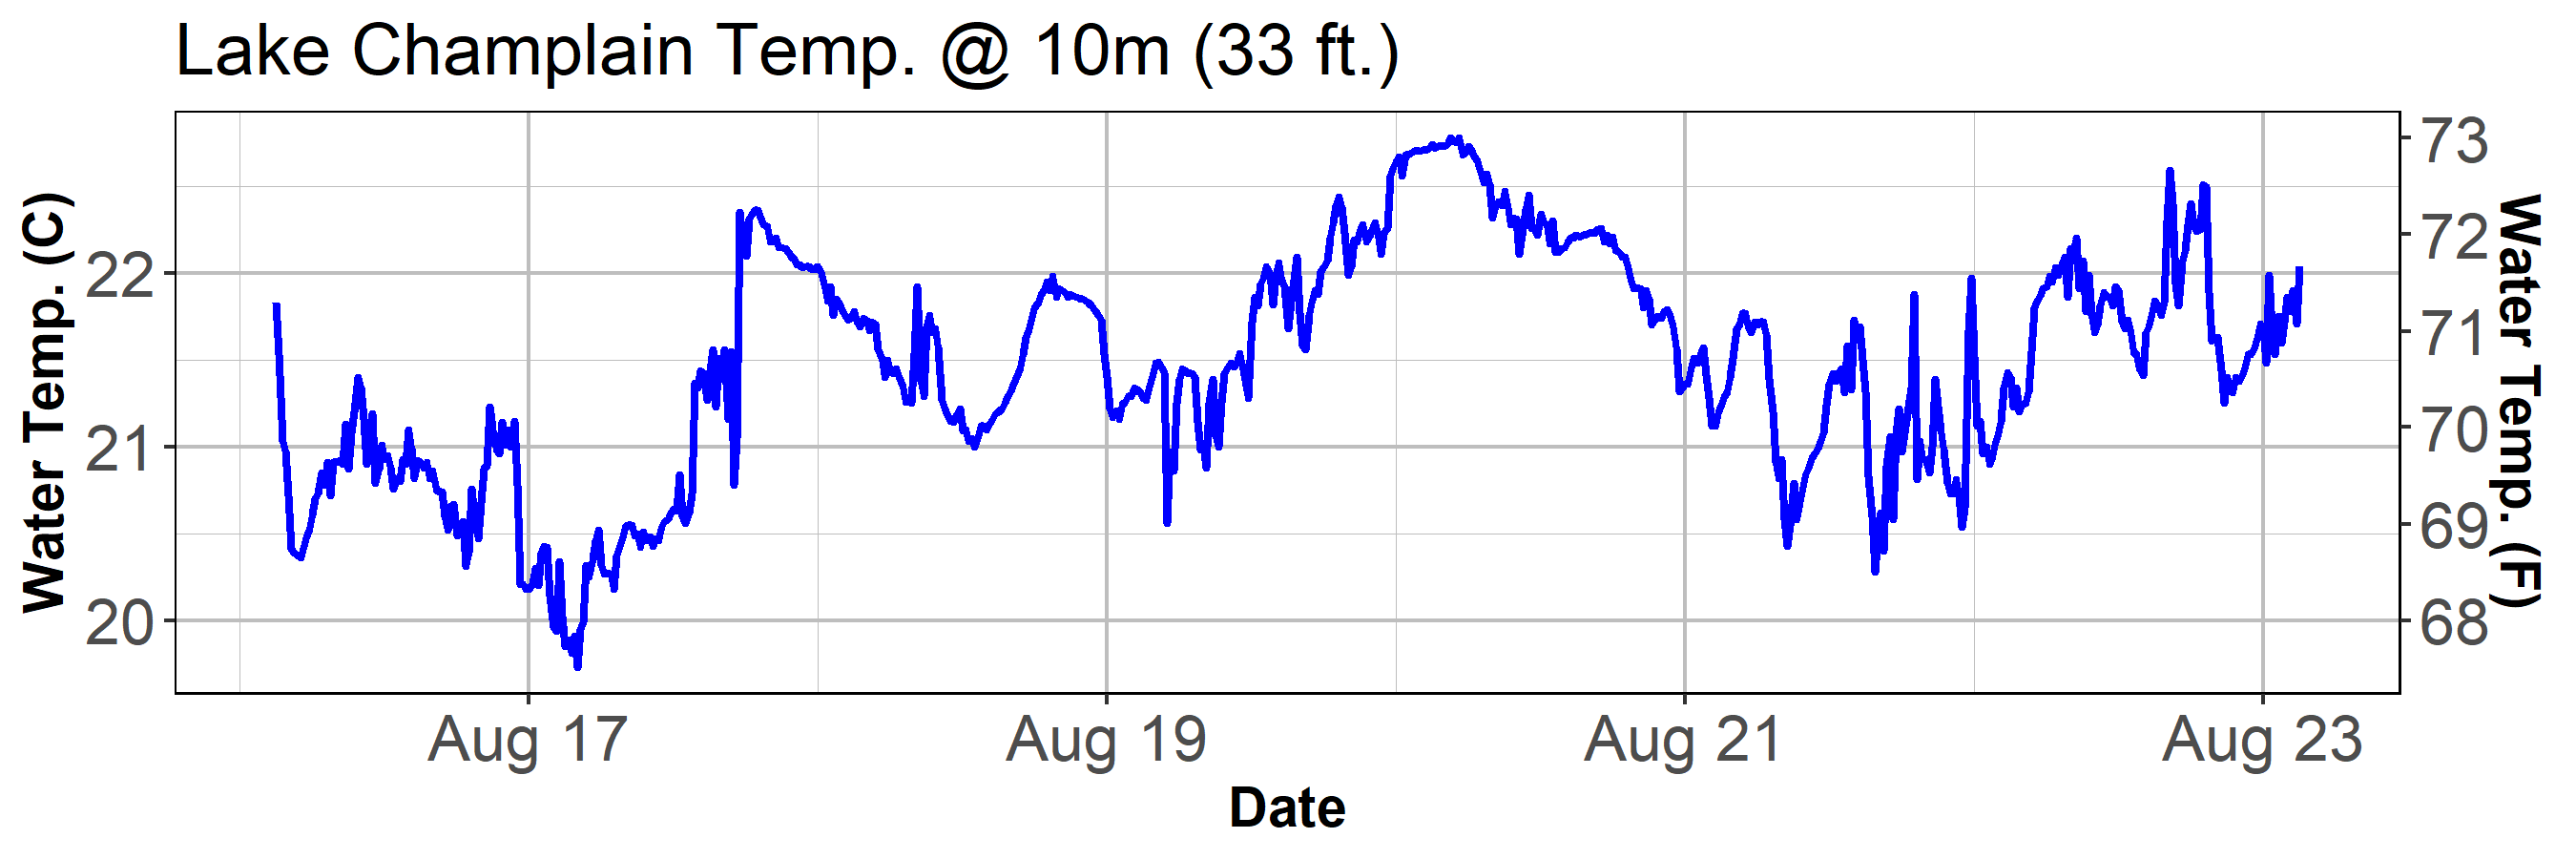 Lake Champlain Temp. @ 10m (33 ft.)
Water Temp. (C)
22
21
20
73
72
71
70
69
68
Water Temp. (F)
Aug 17
Aug 19
Aug 21
Aug 23
Date